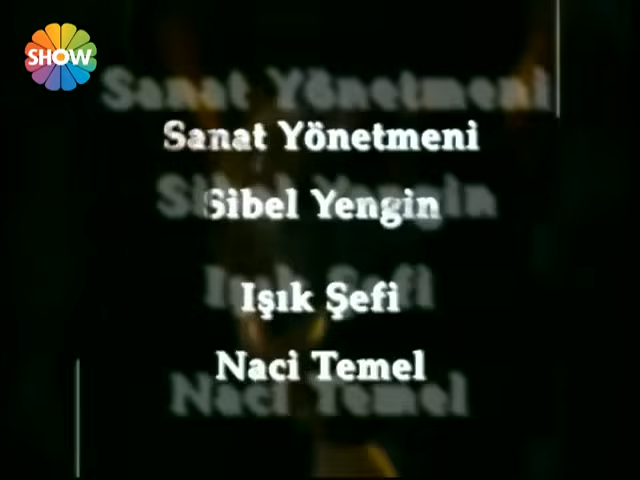 SHOW
Sanat Yönetmeni
Sibel Yengin
Işık Şefi
Naci Temel